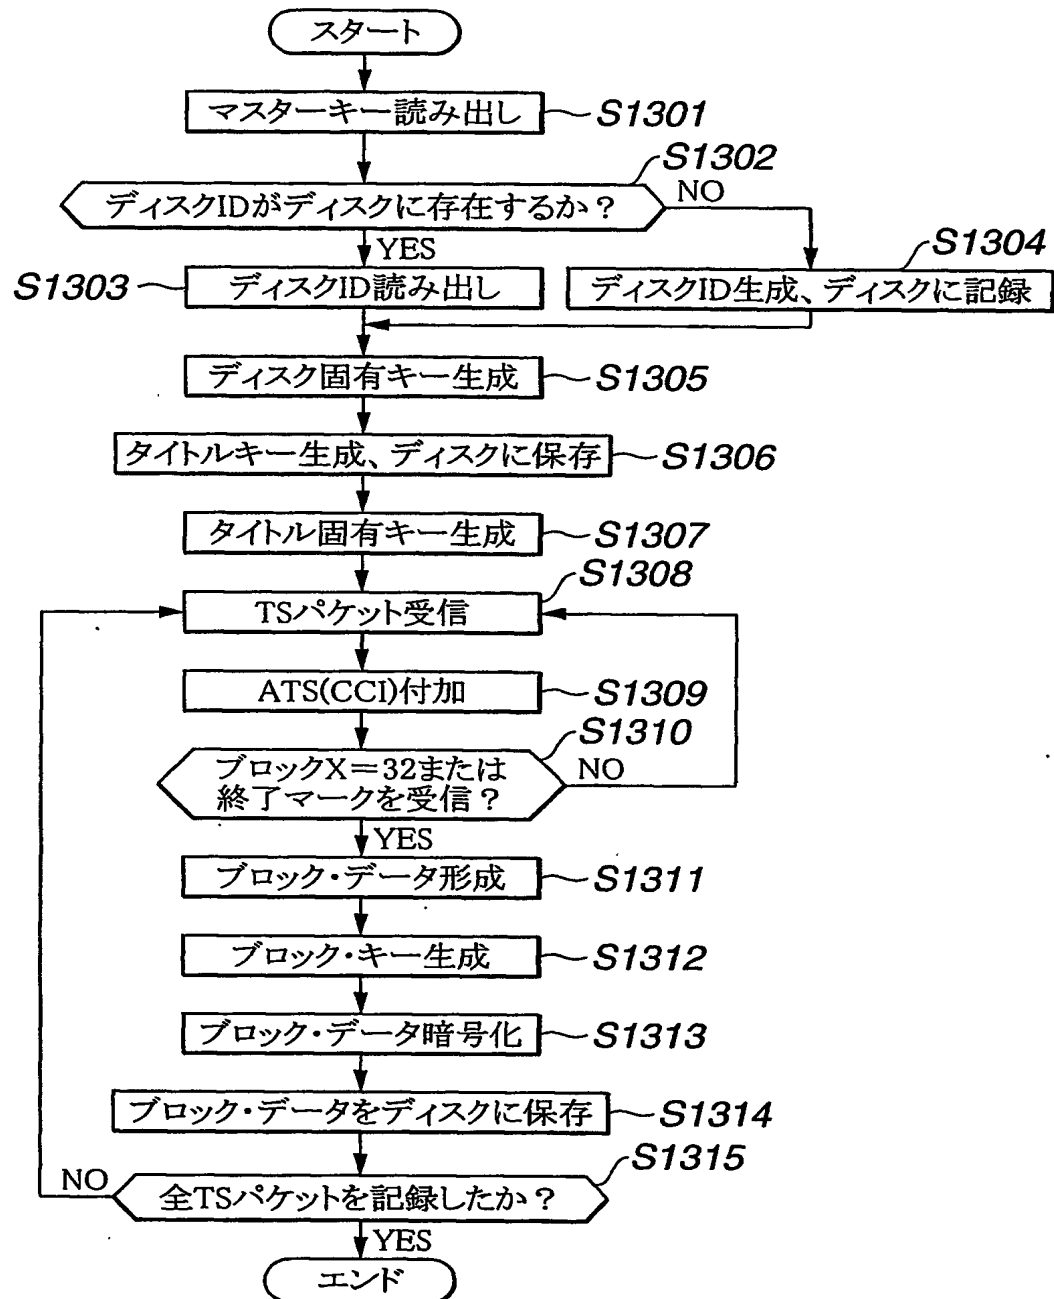 スタート
マスターキー読み出し
S1301
S1302
ディスクIDがディスクに存在するか？
NO
YES
S1304
S1303
ディスクID読み出し
ディスクID生成、ディスクに記録
ディスク固有キー生成
S1305
タイトルキー生成、ディスクに保存
S1306
タイトル固有キー生成
S1307
S1308
TSパケット受信
ATS(CCI)付加
S1309
S1310
ブロックX＝32または
終了マークを受信？
NO
YES
ブロック・データ形成
S1311
ブロック・キー生成
S1312
ブロック・データ暗号化
S1313
ブロック・データをディスクに保存
S1314
S1315
NO
全TSパケットを記録したか？
YES
エンド